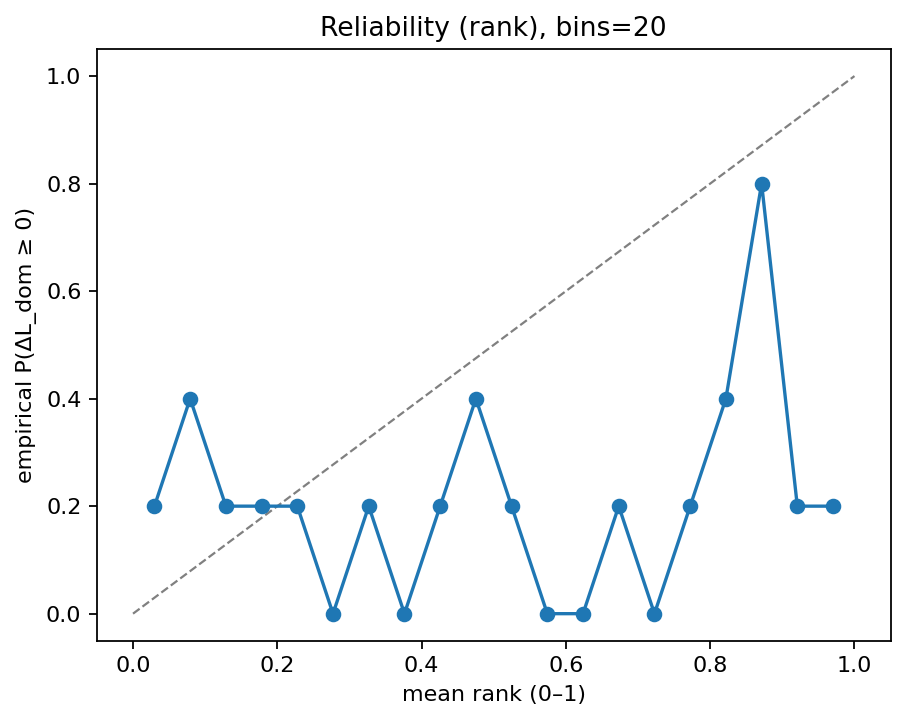 Reliability (rank), bins=20
empirical P(ΔL_dom ≥ 0)
1.0
0.8
0.6
0.4
0.2
0.0
0.0 0.2 0.4 0.6 0.8 1.0
mean rank (0–1)